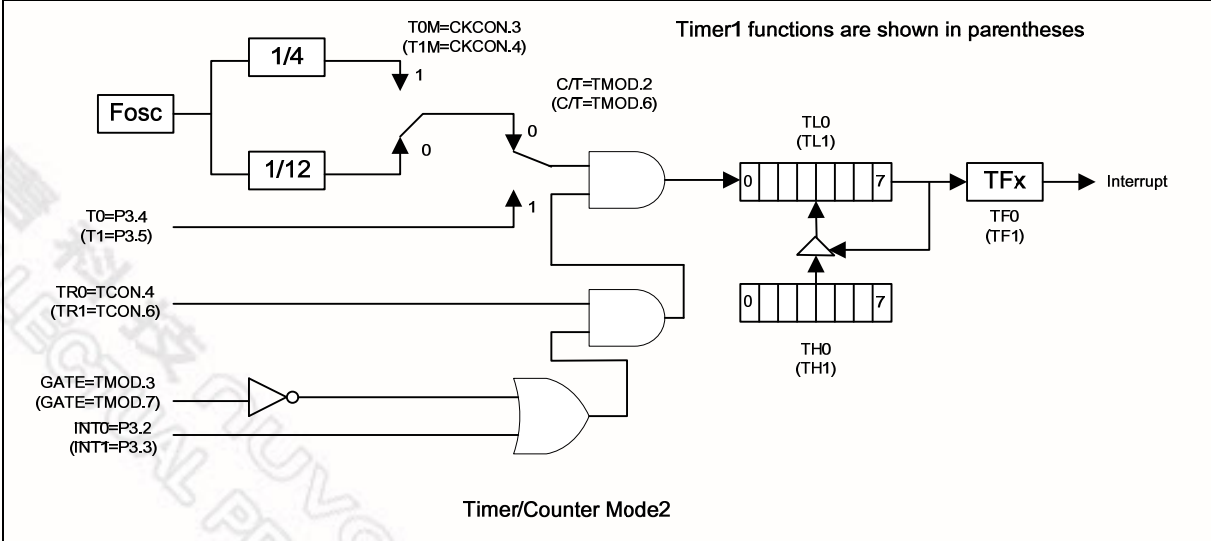 T0M=CKCON.3
(T1M=CKCON.4)
Timer1 functions are shown in parentheses
1/4
1
C/T=TMOD.2
(C/T=TMOD.6)
Fosc
0
TL0
(TL1)
1/12
0
0
7
TFx
Interrupt
TF0
(TF1)
T0=P3.4
(T1=P3.5)
1
TR0=TCON.4
(TR1=TCON.6)
0
7
TH0
(TH1)
GATE=TMOD.3
(GATE=TMOD.7)
INT0=P3.2
(INT1=P3.3)
Timer/Counter Mode2